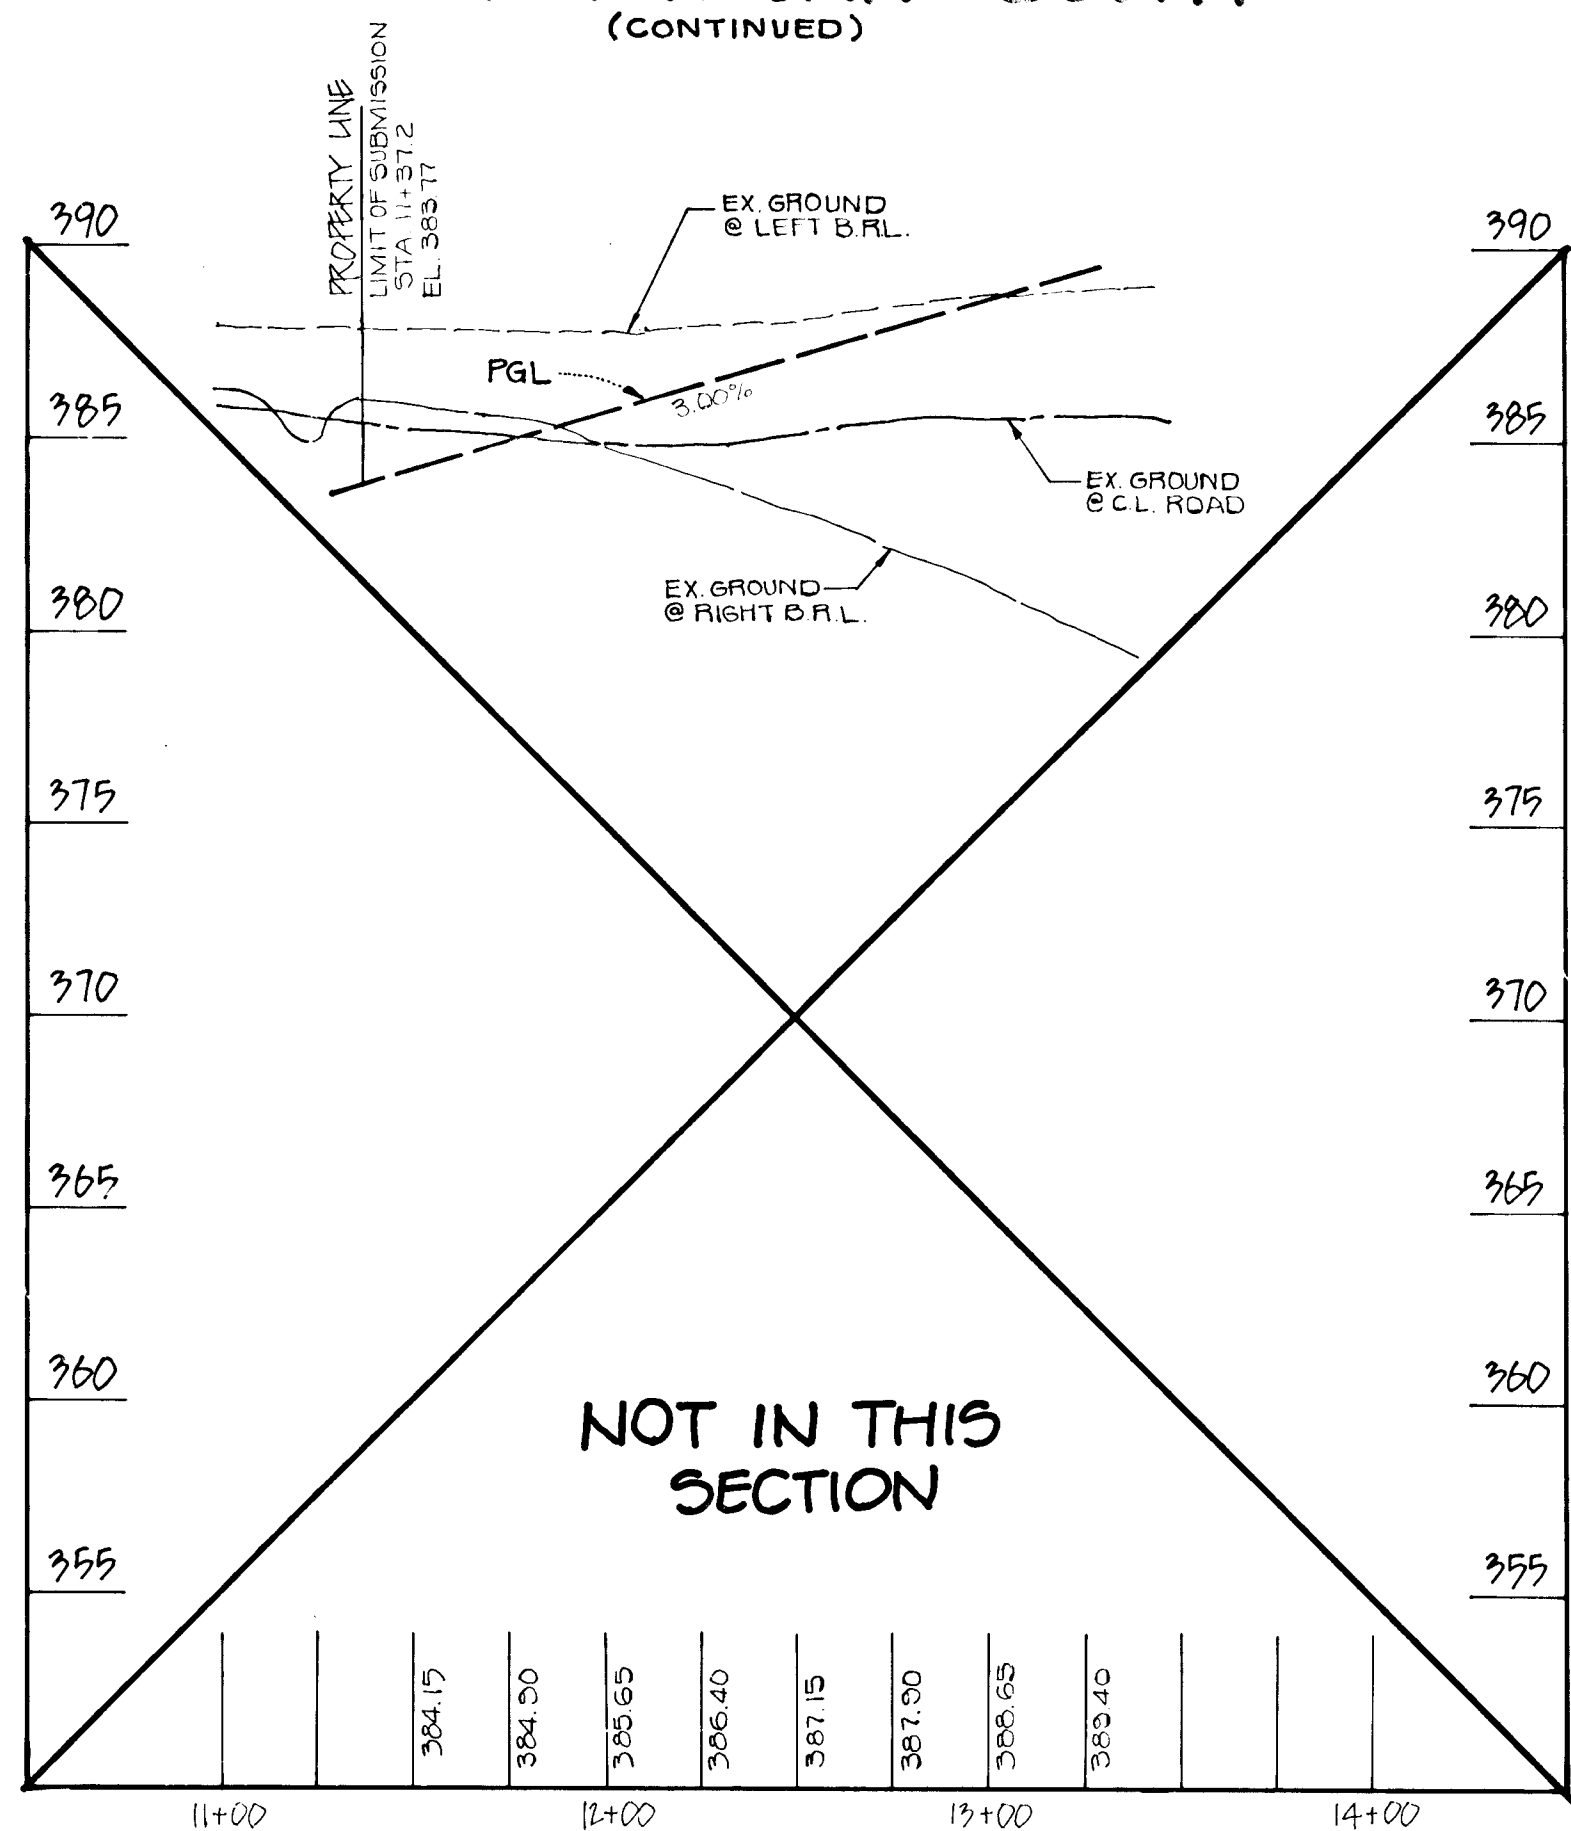 (CONTINUED)
PROPERTY LINE
LIMIT OF SUBMISSION
STA 11+37.2
EL. 383.77
EX. GROUND
@ LEFT B.R.L.
390
390
PGL
3.00%
385
385
EX. GROUND
@ C.L. ROAD
EX. GROUND
@ RIGHT B.R.L.
380
380
375
375
370
370
365
365
360
360
NOT IN THIS
SECTION
355
355
384.15
384.90
385.65
386.40
387.15
387.90
388.65
389.40
11+00
12+00
13+00
14+00